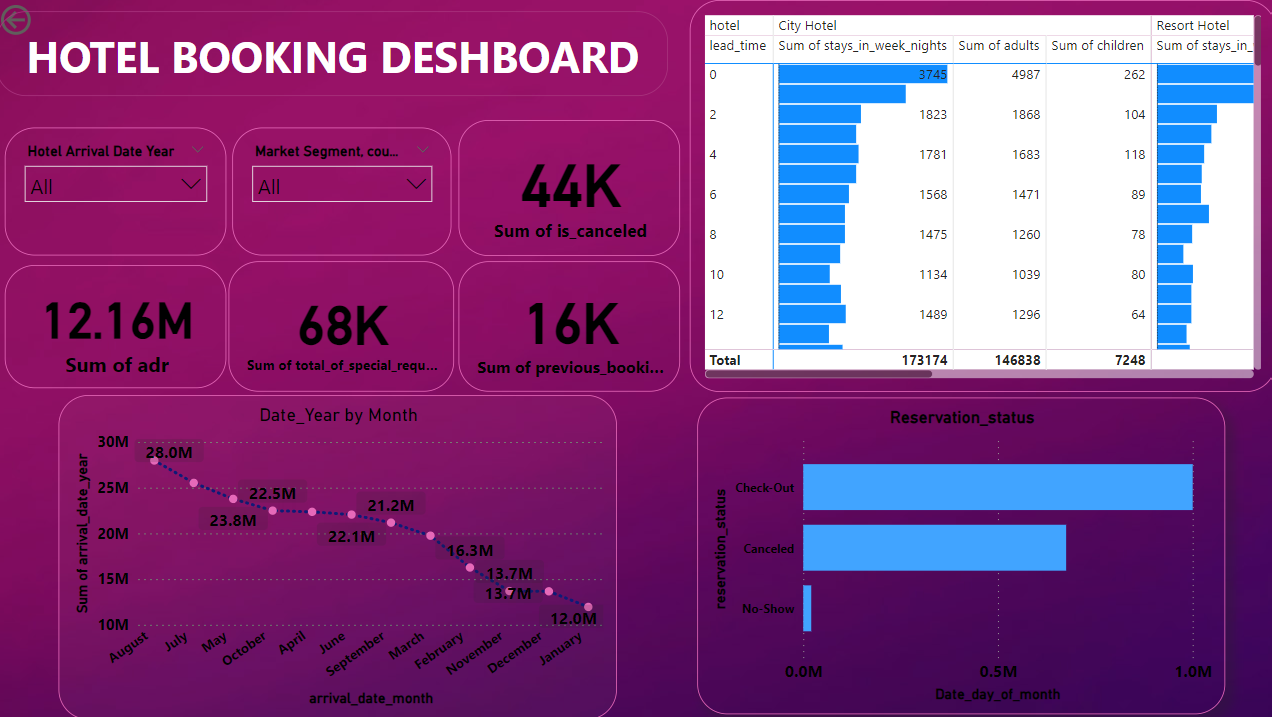 HOTEL BOOKING DESHBOARD
Hotel Arrival Date Year
All
Market Segment, cou...
All
44K
Sum of is_canceled
12.16M
Sum of adr
68K
Sum of total_of_special_requ...
16K
Sum of previous_booki...
hotel City Hotel Resort Hotel
lead_time Sum of stays_in_week_nights Sum of adults Sum of children Sum of stays_in_
0 3745 4987 262
2 1823 1868 104
4 1781 1683 118
6 1568 1471 89
8 1475 1260 78
10 1134 1039 80
12 1489 1296 64
Total 173174 146838 7248
Date_Year by Month
Sum of arrival_date_year
30M
25M
20M
15M
10M
28.0M
23.8M
22.5M
22.1M
21.2M
16.3M
13.7M
13.7M
12.0M
August
July
May
October
April
June
September
March
February
November
December
January
arrival_date_month
Reservation_status
reservation_status
Check-Out
Canceled
No-Show
0.0M 0.5M 1.0M
Date_day_of_month